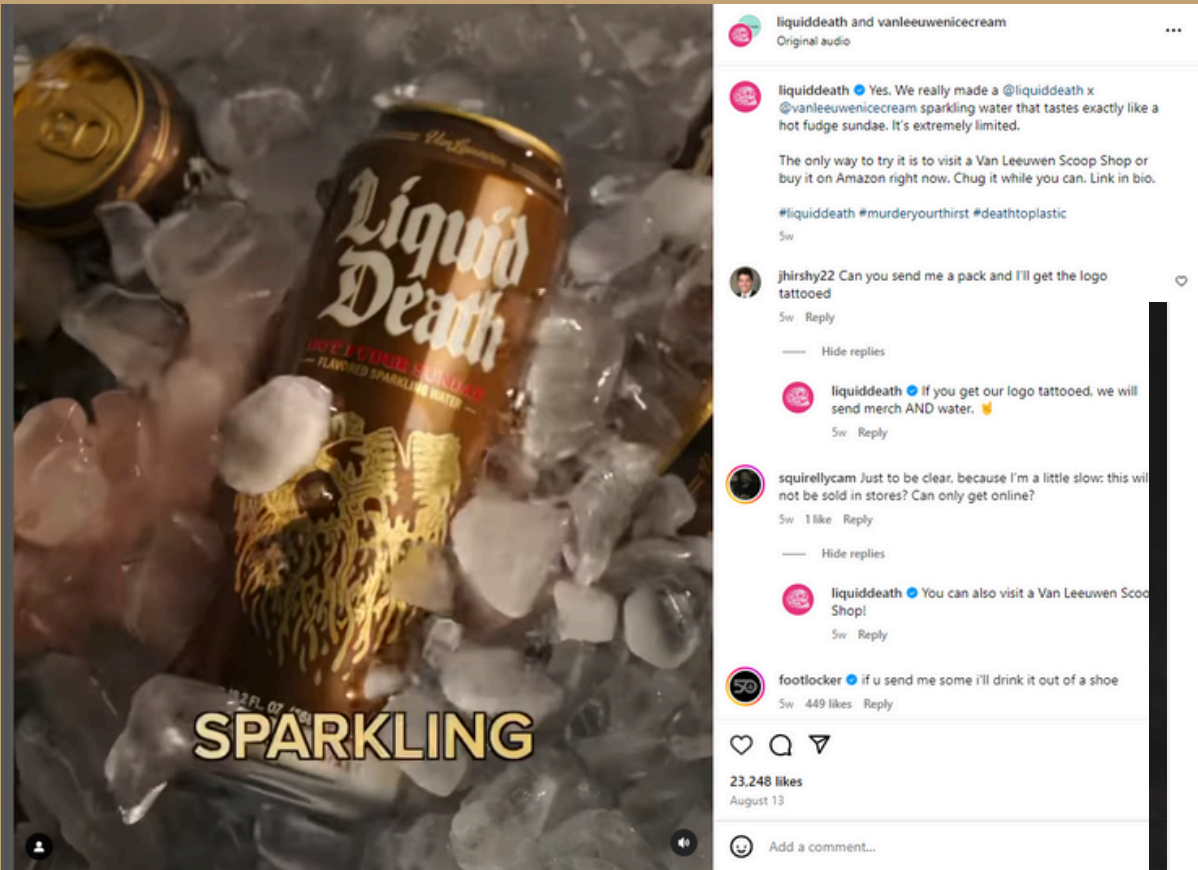 Van Leeuwen
Liquid
Death
HOT FUDGE SUNDAE
— FLAVORED SPARKLING WATER —
SPARKLING
liquiddeath and vanleeuwenicecream
Original audio
liquiddeath Yes. We really made a @liquiddeath x
@vanleeuwenicecream sparkling water that tastes exactly like a
hot fudge sundae. It's extremely limited.
The only way to try it is to visit a Van Leeuwen Scoop Shop or
buy it on Amazon right now. Chug it while you can. Link in bio.
#liquiddeath #murderyourthirst #deathtoplastic
5w
jhirshy22 Can you send me a pack and I'll get the logo
tattooed
5w Reply
Hide replies
liquiddeath If you get our logo tattooed, we will
send merch AND water. 🤘
5w Reply
squirellycam Just to be clear, because I'm a little slow: this wil
not be sold in stores? Can only get online?
5w 1 like Reply
Hide replies
liquiddeath You can also visit a Van Leeuwen Scoo
Shop!
5w Reply
50
footlocker if u send me some i'll drink it out of a shoe
5w 449 likes Reply
23,248 likes
August 13
Add a comment...